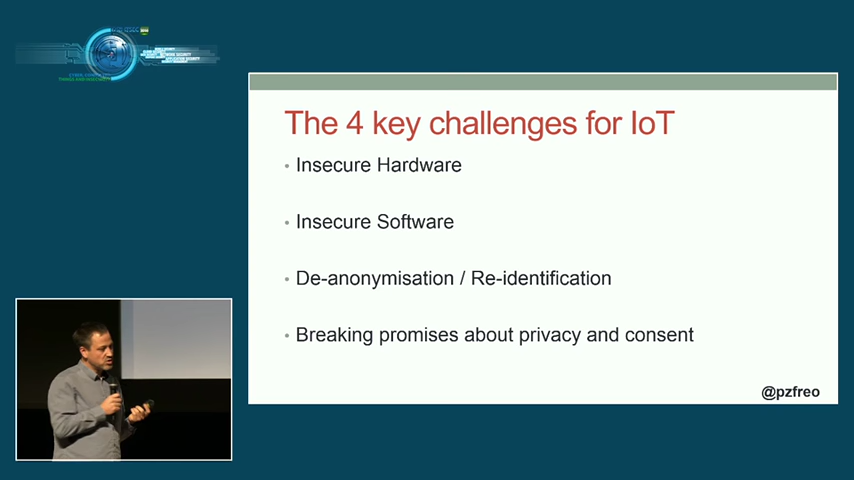 The 4 key challenges for IoT
• Insecure Hardware
• Insecure Software
• De-anonymisation / Re-identification
• Breaking promises about privacy and consent
@pzfreo